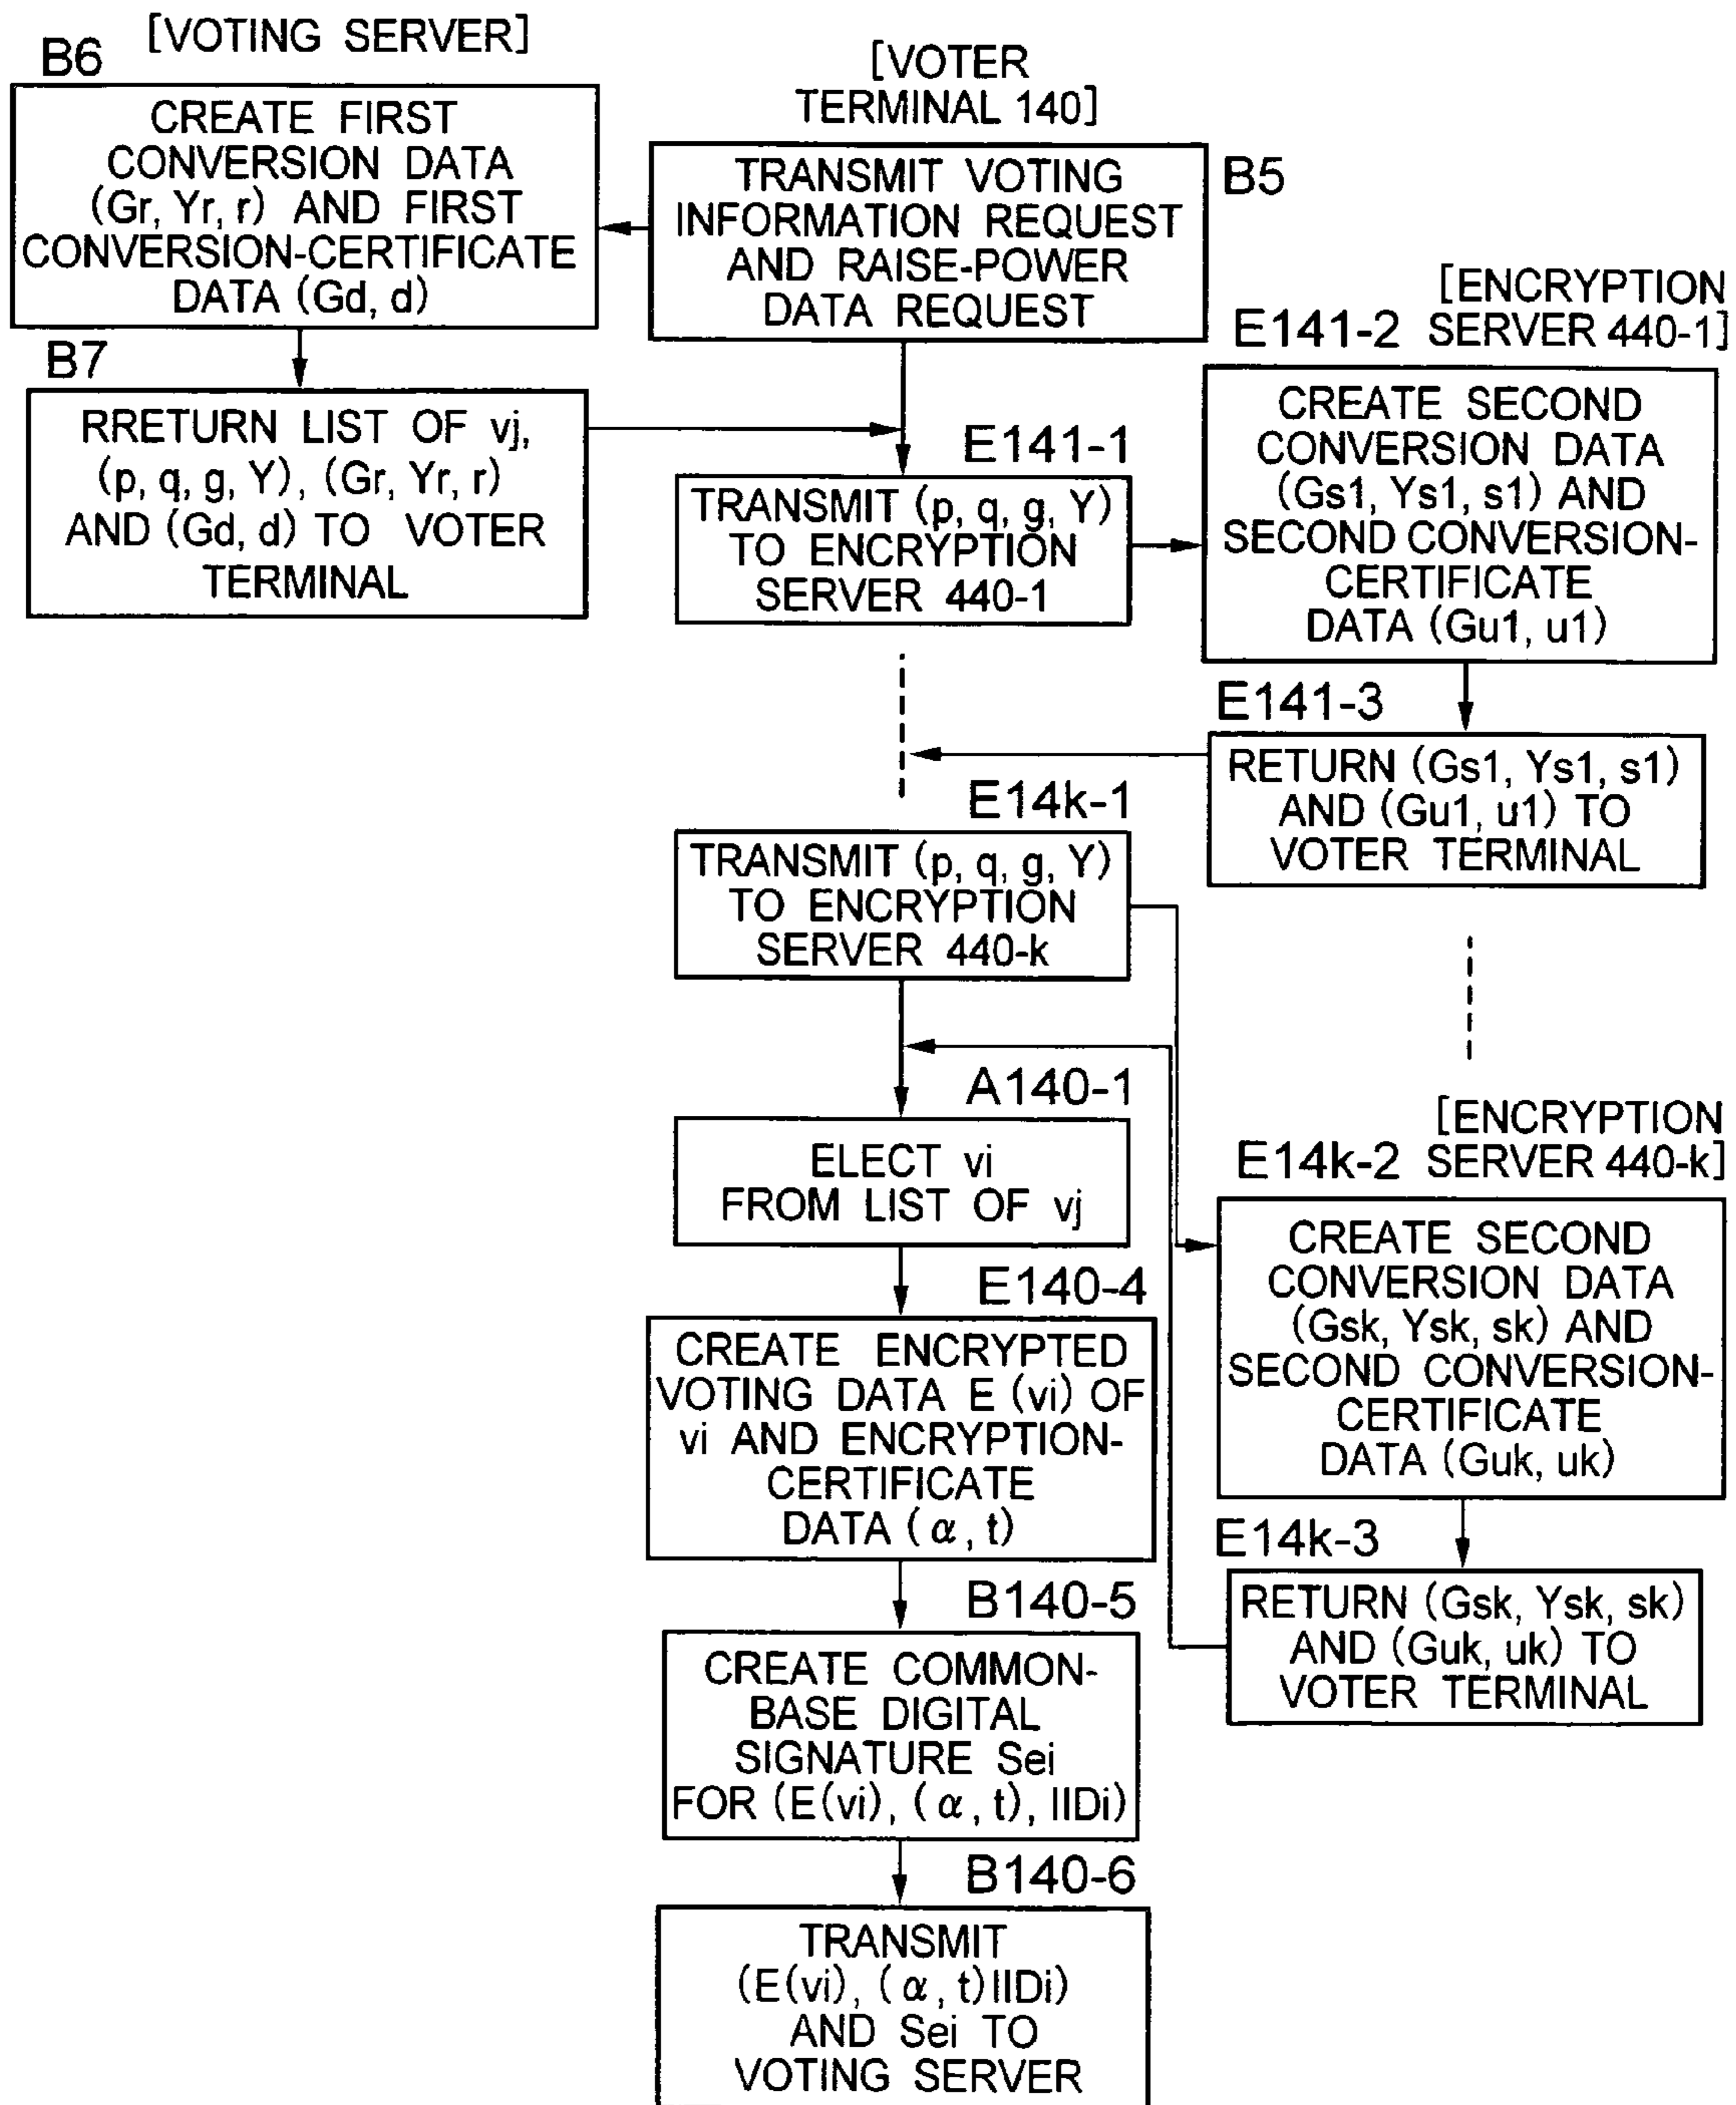 [VOTING SERVER]
B6
CREATE FIRST
CONVERSION DATA
(Gr, Yr, r) AND FIRST
CONVERSION-CERTIFICATE
DATA (Gd, d)
[VOTER
TERMINAL 140]
B5
TRANSMIT VOTING
INFORMATION REQUEST
AND RAISE-POWER
DATA REQUEST
B7
RRETURN LIST OF vj,
(p, q, g, Y), (Gr, Yr, r)
AND (Gd, d) TO VOTER
TERMINAL
E141-1
TRANSMIT (p, q, g, Y)
TO ENCRYPTION
SERVER 440-1
[ENCRYPTION
SERVER 440-1]
E141-2
CREATE SECOND
CONVERSION DATA
(Gs1, Ys1, s1) AND
SECOND CONVERSION-
CERTIFICATE
DATA (Gu1, u1)
E141-3
RETURN (Gs1, Ys1, s1)
AND (Gu1, u1) TO
VOTER TERMINAL
E14k-1
TRANSMIT (p, q, g, Y)
TO ENCRYPTION
SERVER 440-k
[ENCRYPTION
SERVER 440-k]
E14k-2
CREATE SECOND
CONVERSION DATA
(Gsk, Ysk, sk) AND
SECOND CONVERSION-
CERTIFICATE
DATA (Guk, uk)
E14k-3
RETURN (Gsk, Ysk, sk)
AND (Guk, uk) TO
VOTER TERMINAL
A140-1
ELECT vi
FROM LIST OF vj
E140-4
CREATE ENCRYPTED
VOTING DATA E (vi) OF
vi AND ENCRYPTION-
CERTIFICATE
DATA (α, t)
B140-5
CREATE COMMON-
BASE DIGITAL
SIGNATURE Sei
FOR (E(vi), (α, t), IIDi)
B140-6
TRANSMIT
(E(vi), (α, t)IIDi)
AND Sei TO
VOTING SERVER